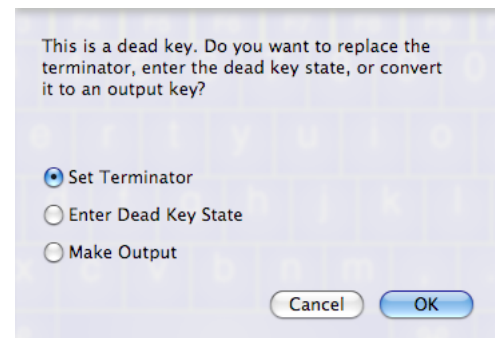 This is a dead key. Do you want to replace the
terminator, enter the dead key state, or convert
it to an output key?
Set Terminator
Enter Dead Key State
Make Output
Cancel OK